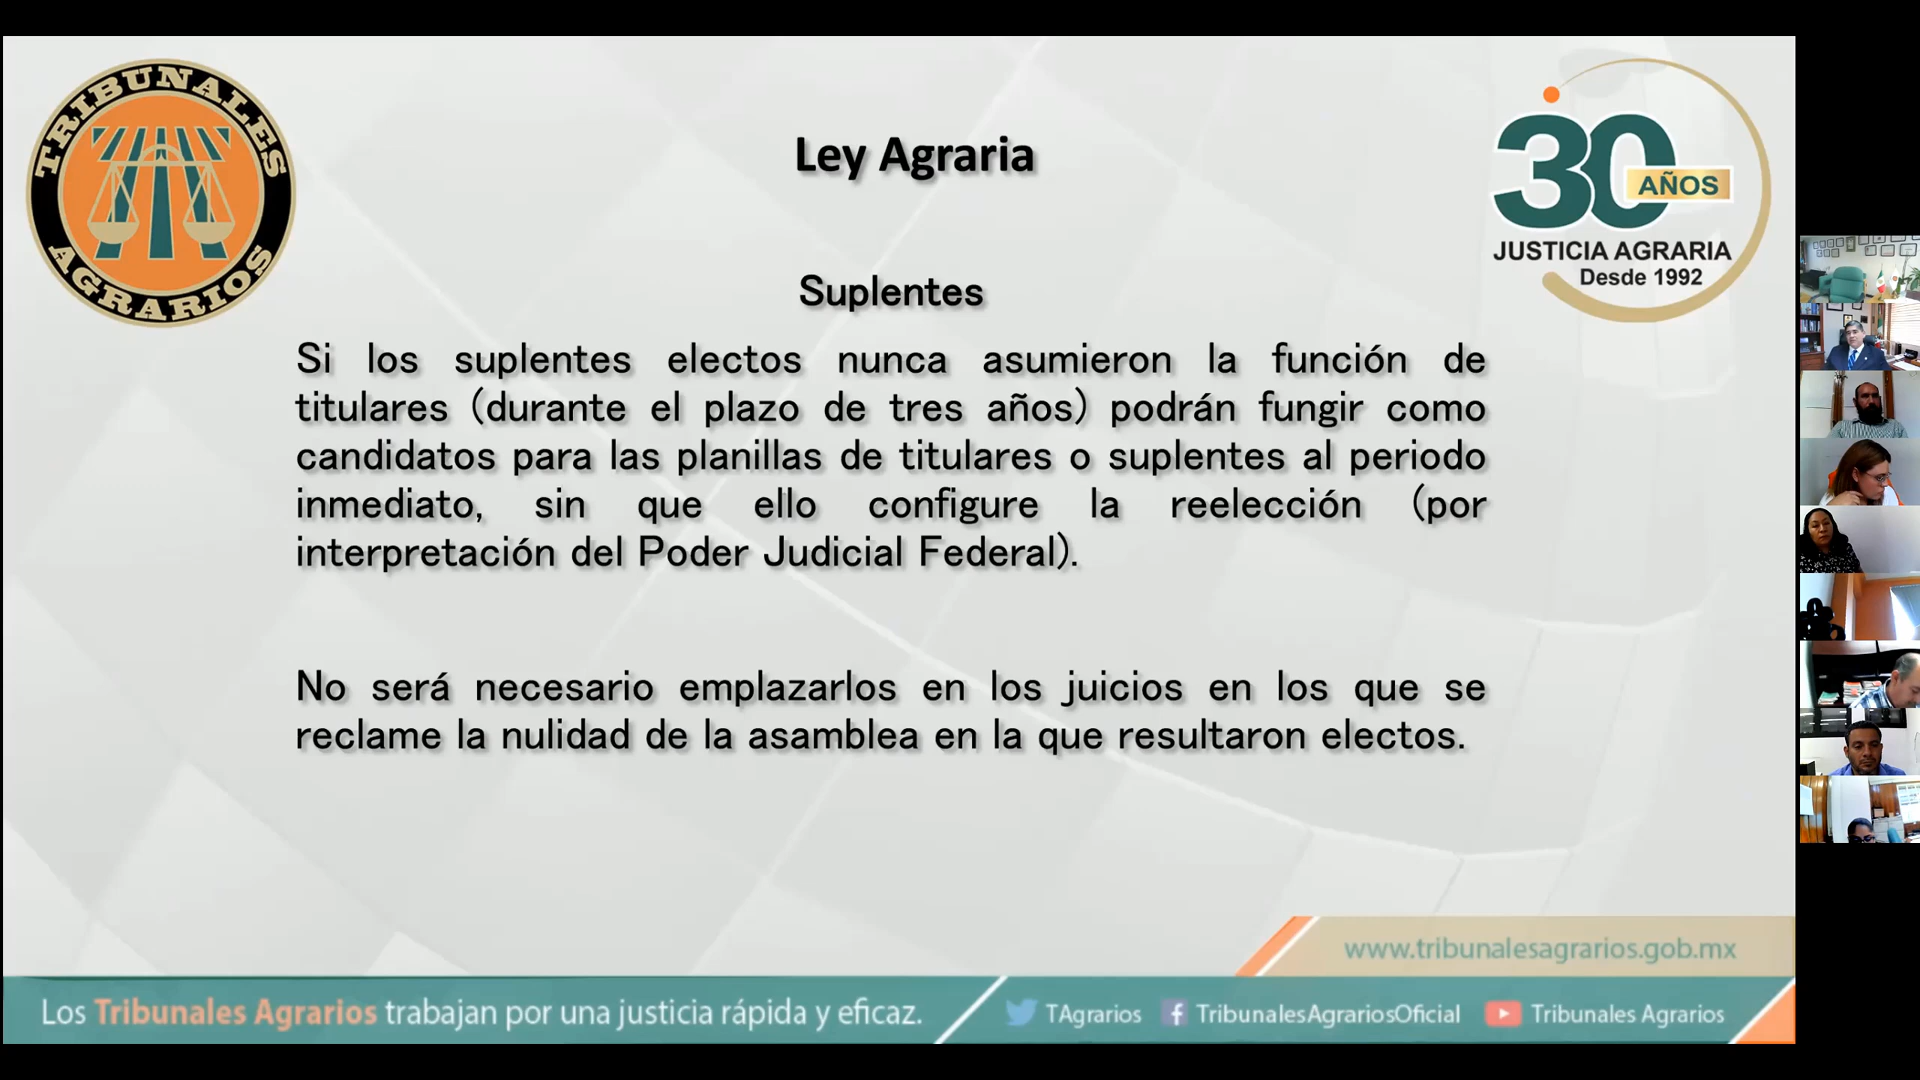 TRIBUNALES
AGRARIOS
Ley Agraria
30
AÑOS
JUSTICIA AGRARIA
Desde 1992
Suplentes
Si los suplentes electos nunca asumieron la función de
titulares (durante el plazo de tres años) podrán fungir como
candidatos para las planillas de titulares o suplentes al periodo
inmediato, sin que ello configure la reelección (por
interpretación del Poder Judicial Federal).
No será necesario emplazarlos en los juicios en los que se
reclame la nulidad de la asamblea en la que resultaron electos.
www.tribunalesagrarios.gob.mx
Los Tribunales Agrarios trabajan por una justicia rápida y eficaz.
TAgrarios
TribunalesAgrariosOficial
Tribunales Agrarios